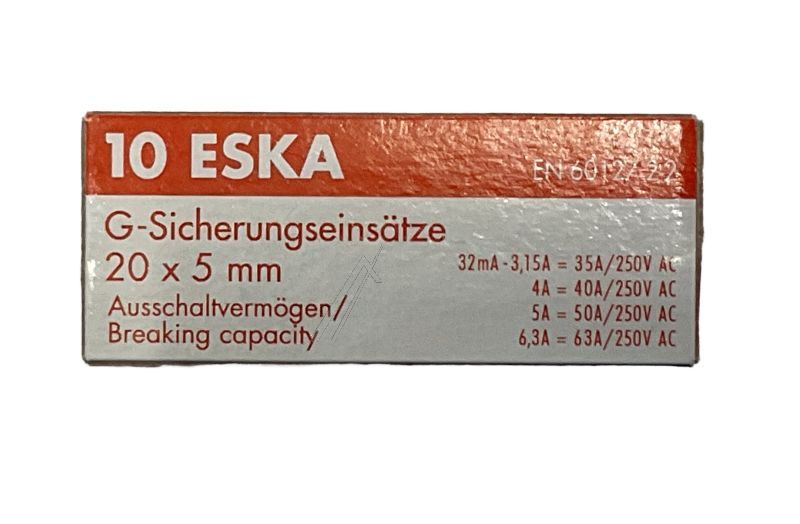 10 ESKA
EN 60127-2/2
G-Sicherungseinsätze
20 x 5 mm
Ausschaltvermögen/
Breaking capacity
32mA - 3,15A = 35A/250V AC
4A = 40A/250V AC
5A = 50A/250V AC
6,3A = 63A/250V AC